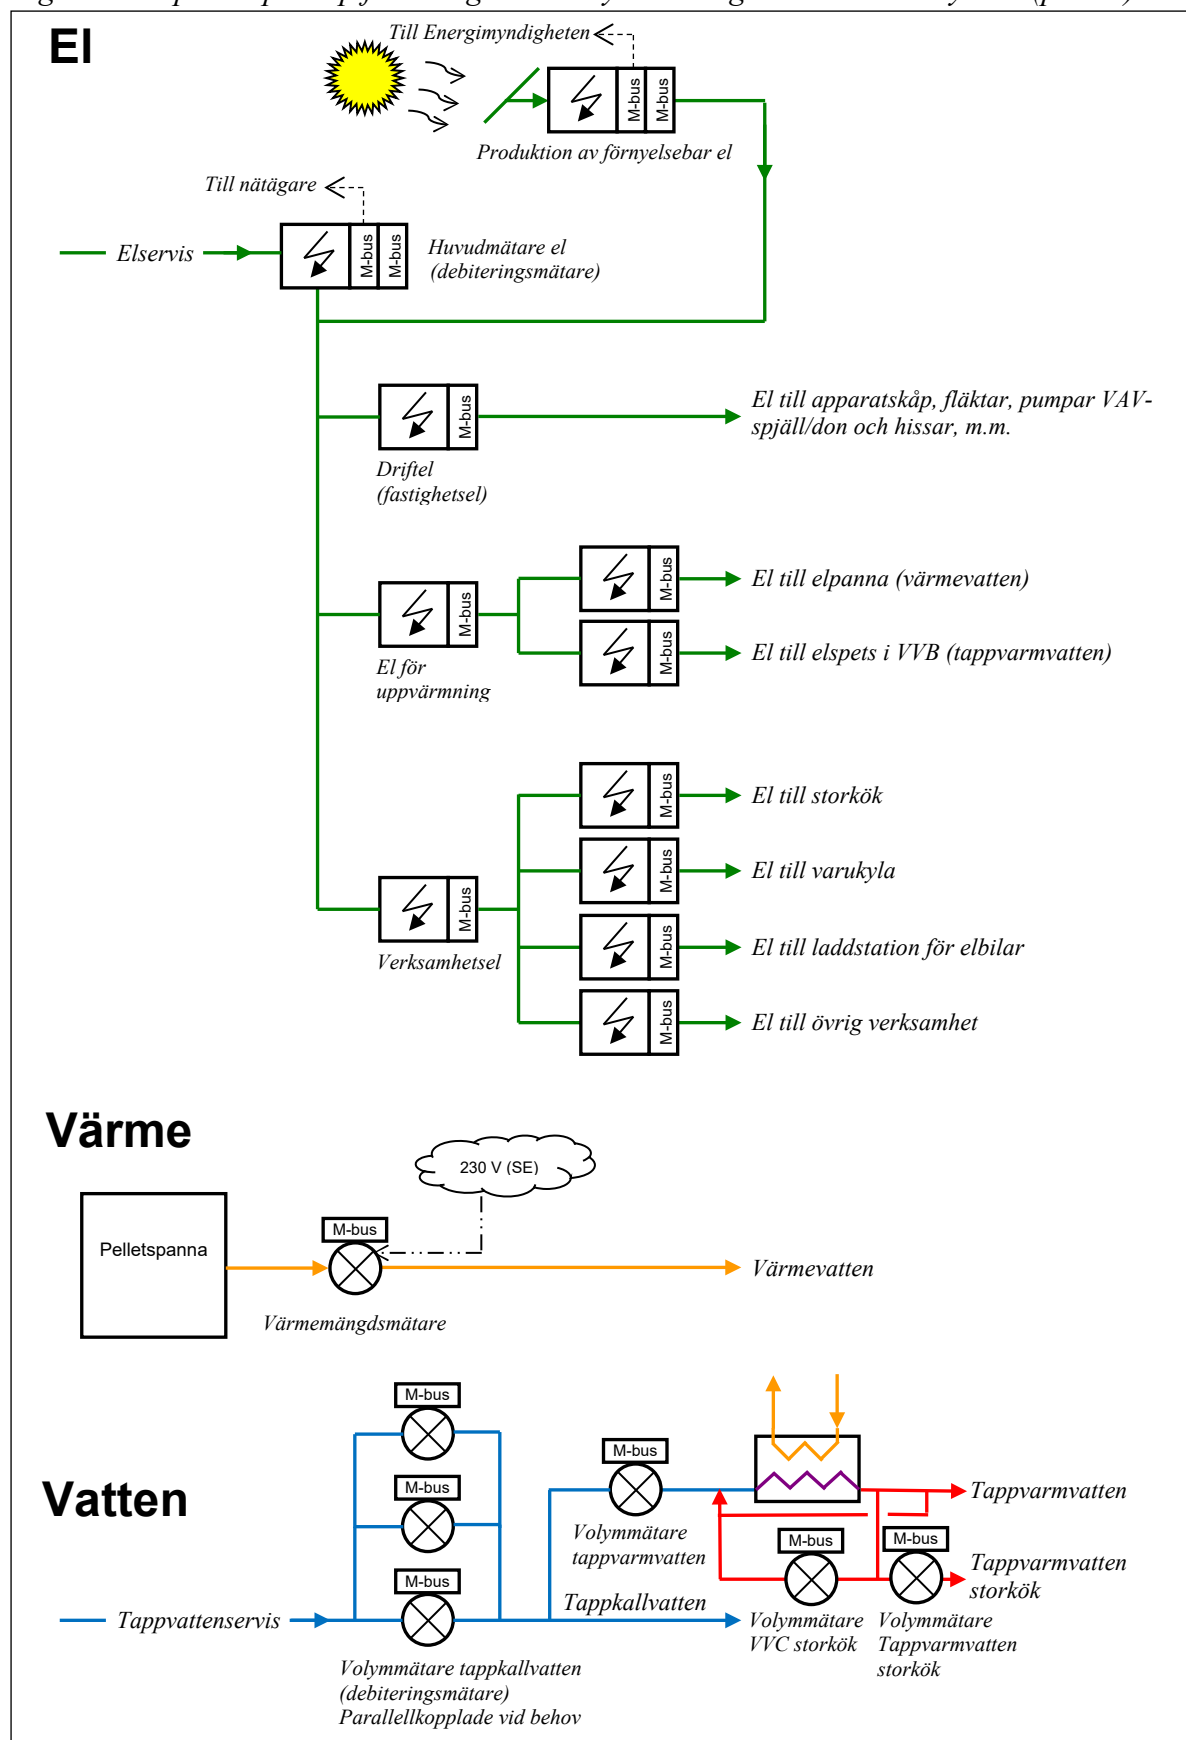 El
Till Energimyndigheten
M-bus
M-bus
Produktion av förnyelsebar el
Till nätägare
Elservis
M-bus
M-bus
Huvudmätare el
(debiteringsmätare)
M-bus
El till apparatskåp, fläktar, pumpar VAV-
spjäll/don och hissar, m.m.
Driftel
(fastighetsel)
M-bus
El till elpanna (värmevatten)
M-bus
M-bus
El till elspets i VVB (tappvarmvatten)
El för
uppvärmning
M-bus
El till storkök
M-bus
El till varukyla
M-bus
Verksamhetsel
M-bus
El till laddstation för elbilar
M-bus
El till övrig verksamhet
Värme
230 V (SE)
Pelletspanna
M-bus
Värmevatten
Värmemängdsmätare
Vatten
M-bus
M-bus
M-bus
M-bus
Tappvarmvatten
Volymmätare
tappvarmvatten
M-bus
M-bus
Tappvarmvatten
storkök
Tappvattenservis
Tappkallvatten
Volymmätare
VVC storkök
Volymmätare
Tappvarmvatten
storkök
Volymmätare tappkallvatten
(debiteringsmätare)
Parallellkopplade vid behov